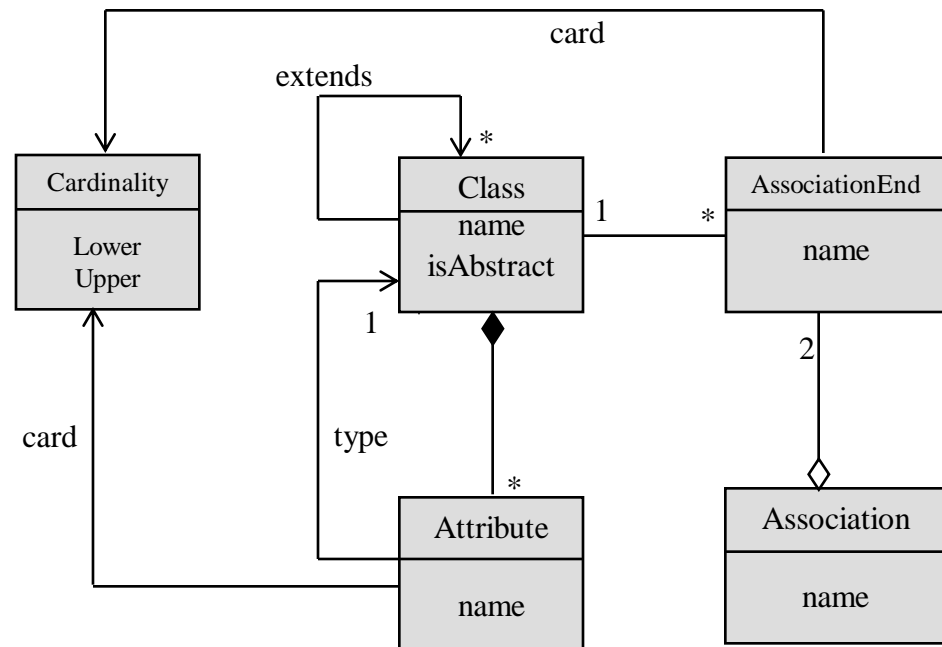 card
extends
*
Cardinality
Lower
Upper
Class
name
isAbstract
1
*
AssociationEnd
name
1
2
card
type
*
Attribute
name
Association
name